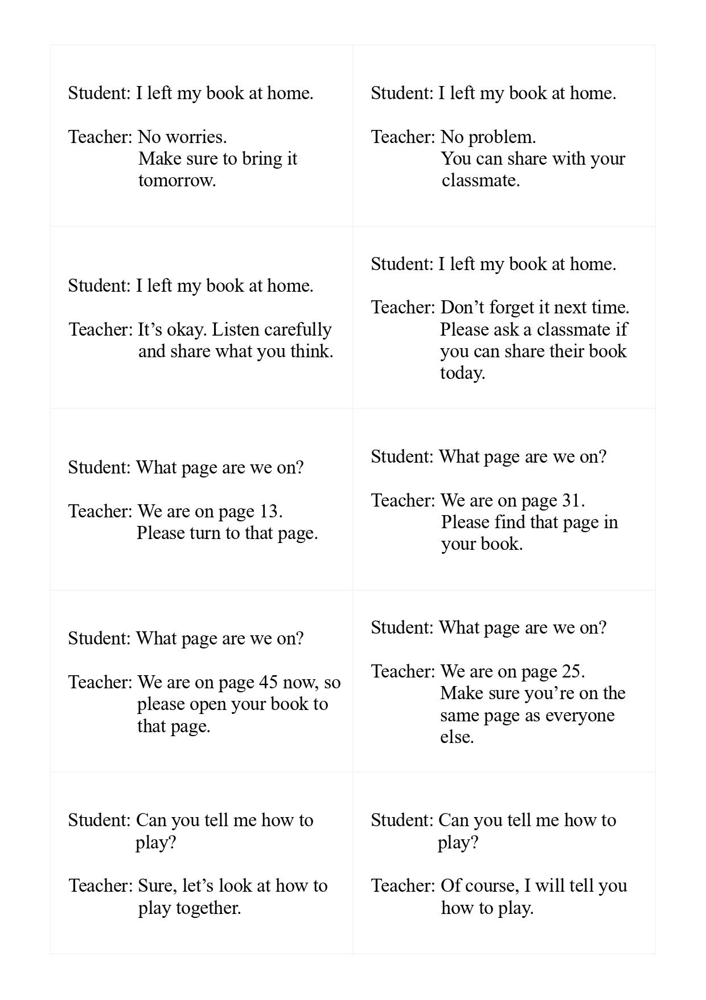 Student: I left my book at home.
Teacher: No worries.
Make sure to bring it
tomorrow.
Student: I left my book at home.
Teacher: No problem.
You can share with your
classmate.
Student: I left my book at home.
Teacher: It’s okay. Listen carefully
and share what you think.
Student: I left my book at home.
Teacher: Don’t forget it next time.
Please ask a classmate if
you can share their book
today.
Student: What page are we on?
Teacher: We are on page 13.
Please turn to that page.
Student: What page are we on?
Teacher: We are on page 31.
Please find that page in
your book.
Student: What page are we on?
Teacher: We are on page 45 now, so
please open your book to
that page.
Student: What page are we on?
Teacher: We are on page 25.
Make sure you’re on the
same page as everyone
else.
Student: Can you tell me how to
play?
Teacher: Sure, let’s look at how to
play together.
Student: Can you tell me how to
play?
Teacher: Of course, I will tell you
how to play.